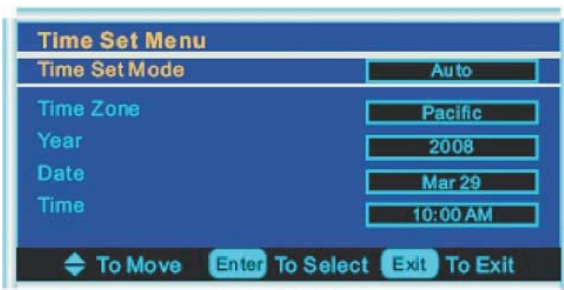 Time Set Menu
Time Set Mode Auto
Time Zone Pacific
Year 2008
Date Mar 29
Time 10:00 AM
To Move Enter To Select Exit To Exit